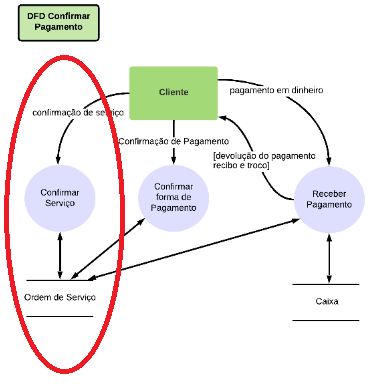 DFD Confirmar
Pagamento
Cliente
pagamento em dinheiro
confirmação de serviço
Confirmação de Pagamento
[devolução do pagamento
recibo e troco]
Confirmar
Serviço
Confirmar
forma de
Pagamento
Receber
Pagamento
Ordem de Serviço
Caixa